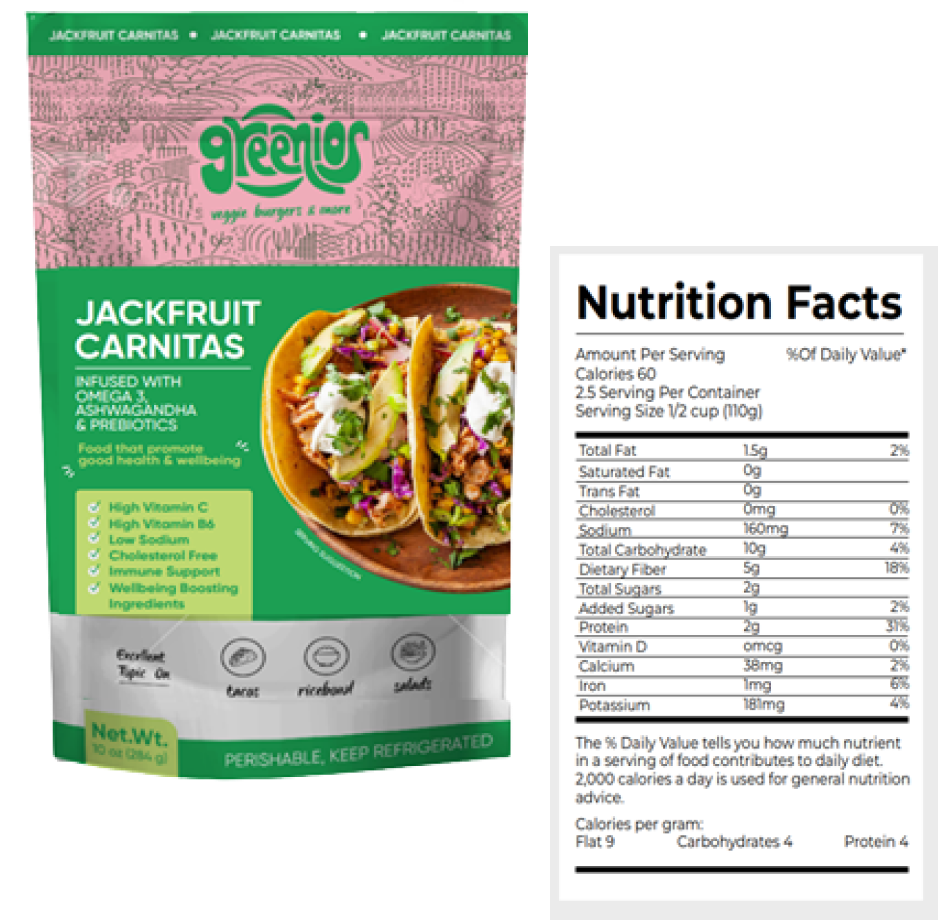 JACKFRUIT CARNITAS • JACKFRUIT CARNITAS • JACKFRUIT CARNITAS
greenios
veggie burgers & more
JACKFRUIT
CARNITAS
INFUSED WITH
OMEGA 3,
ASHWAGANDHA
& PREBIOTICS
Food that promote
good health & wellbeing
High Vitamin C
High Vitamin B6
Low Sodium
Cholesterol Free
Immune Support
Wellbeing Boosting
Ingredients
SERVING SUGGESTION
Excellent
Topic On
tacos
ricebowl
salads
Net.Wt.
10 oz (284 g)
PERISHABLE, KEEP REFRIGERATED
Nutrition Facts
Amount Per Serving %Of Daily Value*
Calories 60
2.5 Serving Per Container
Serving Size 1/2 cup (110g)
Total Fat 1.5g 2%
Saturated Fat 0g
Trans Fat 0g
Cholesterol 0mg 0%
Sodium 160mg 7%
Total Carbohydrate 10g 4%
Dietary Fiber 5g 18%
Total Sugars 2g
Added Sugars 1g 2%
Protein 2g 31%
Vitamin D omcg 0%
Calcium 38mg 2%
Iron 1mg 6%
Potassium 181mg 4%
The % Daily Value tells you how much nutrient
in a serving of food contributes to daily diet.
2,000 calories a day is used for general nutrition
advice.
Calories per gram:
Flat 9 Carbohydrates 4 Protein 4